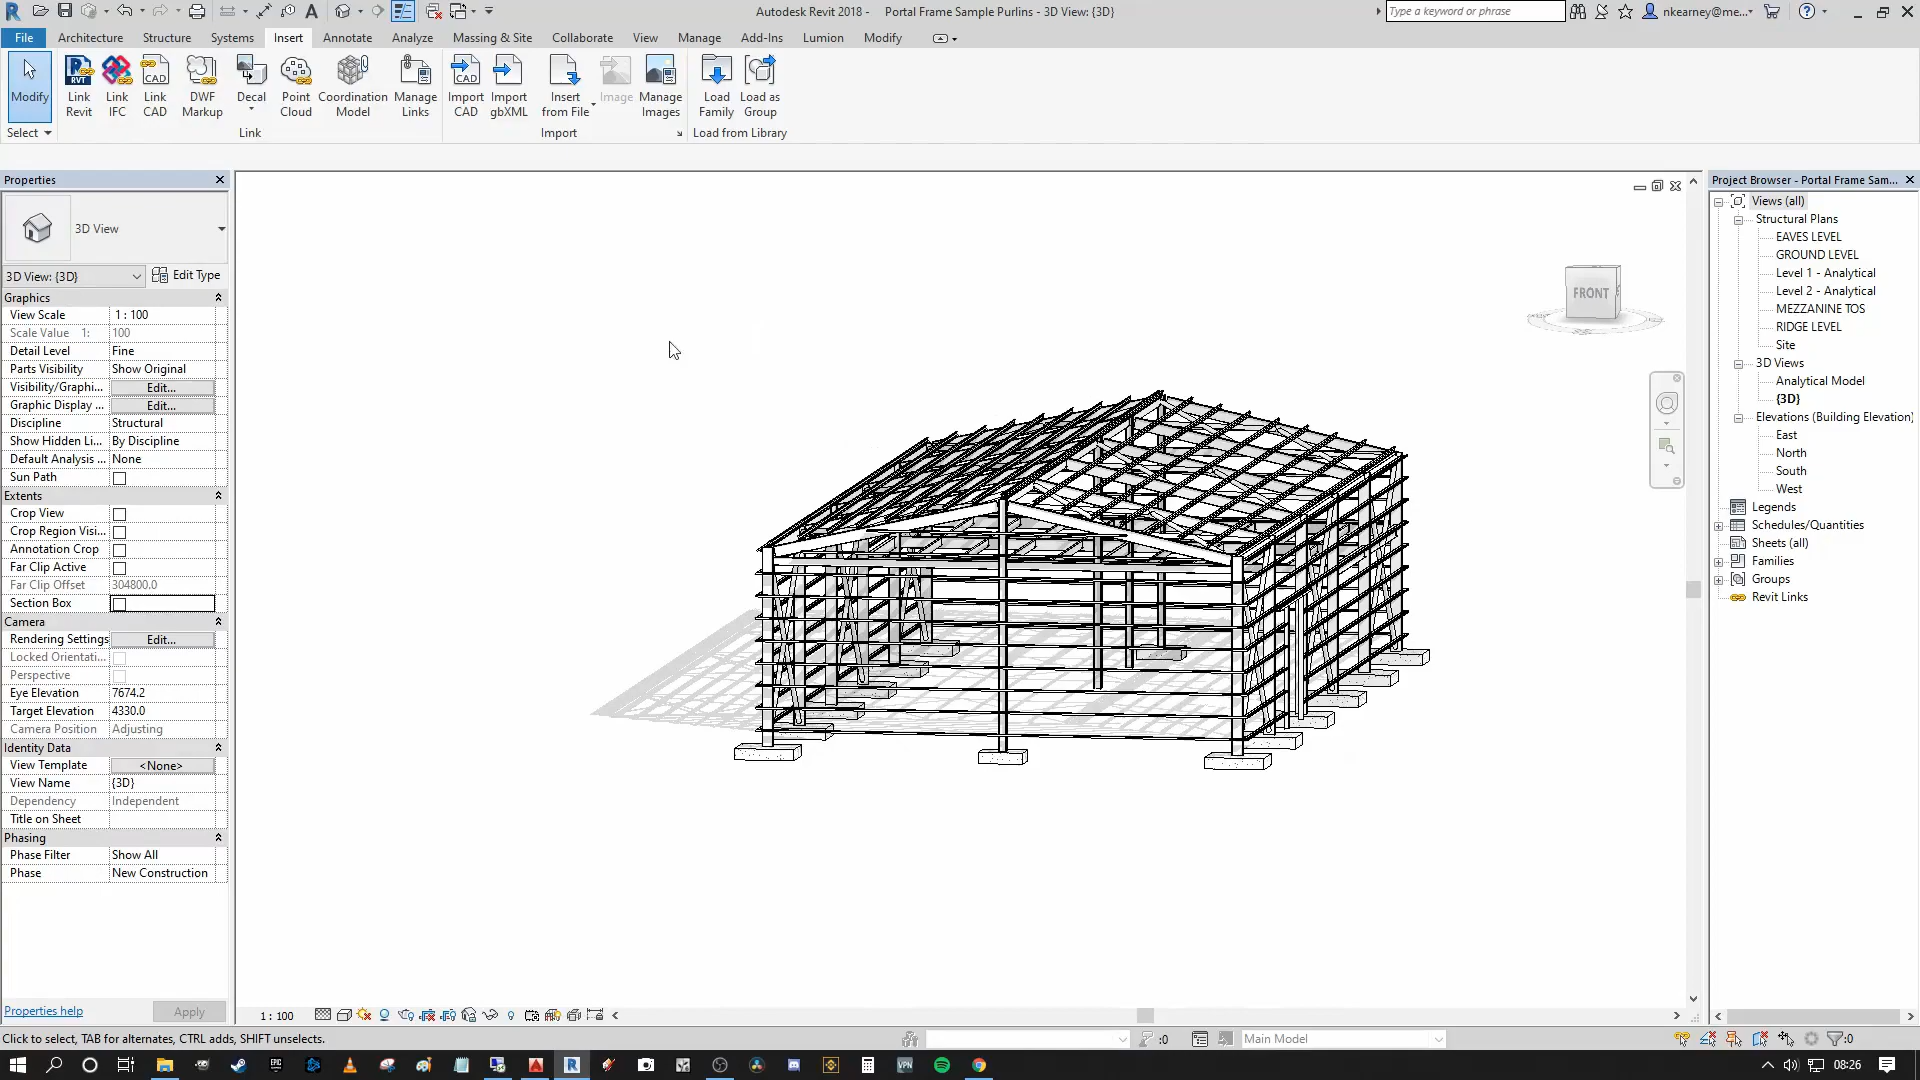 Autodesk Revit 2018 -    Portal Frame Sample Purlins - 3D View: {3D}
Type a keyword or phrase
nkearney@me...
File
Architecture
Structure
Systems
Insert
Annotate
Analyze
Massing & Site
Collaborate
View
Manage
Add-Ins
Lumion
Modify
Modify
Link Revit
Link IFC
Link CAD
DWF Markup
Decal
Point Cloud
Coordination Model
Manage Links
Import CAD
Import gbXML
Insert from File
Image
Manage Images
Load Family
Load as Group
Select
Link
Import
Load from Library
Properties
3D View
3D View: {3D}
Edit Type
Graphics
View Scale 1 : 100
Scale Value 1: 100
Detail Level Fine
Parts Visibility Show Original
Visibility/Graphi... Edit...
Graphic Display ... Edit...
Discipline Structural
Show Hidden Li... By Discipline
Default Analysis ... None
Sun Path
Extents
Crop View
Crop Region Visi...
Annotation Crop
Far Clip Active
Far Clip Offset 304800.0
Section Box
Camera
Rendering Settings Edit...
Locked Orientati...
Perspective
Eye Elevation 7674.2
Target Elevation 4330.0
Camera Position Adjusting
Identity Data
View Template <None>
View Name {3D}
Dependency Independent
Title on Sheet
Phasing
Phase Filter Show All
Phase New Construction
Properties help
Apply
FRONT
Project Browser - Portal Frame Sam...
Views (all)
Structural Plans
EAVES LEVEL
GROUND LEVEL
Level 1 - Analytical
Level 2 - Analytical
MEZZANINE TOS
RIDGE LEVEL
Site
3D Views
Analytical Model
{3D}
Elevations (Building Elevation)
East
North
South
West
Legends
Schedules/Quantities
Sheets (all)
Families
Groups
Revit Links
1 : 100
Click to select, TAB for alternates, CTRL adds, SHIFT unselects.
:0
Main Model
:0
08:26